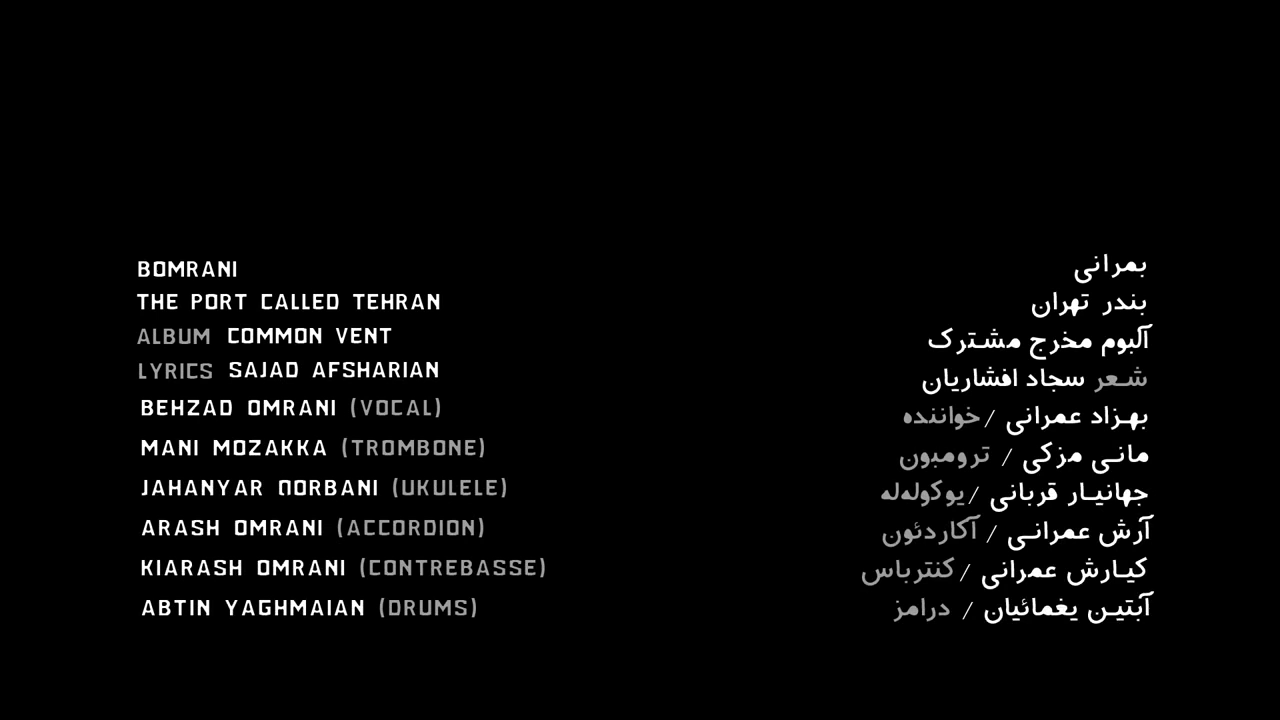 BOMRANI
THE PORT CALLED TEHRAN
ALBUM COMMON VENT
LYRICS SAJAD AFSHARIAN
BEHZAD OMRANI (VOCAL)
MANI MOZAKKA (TROMBONE)
JAHANYAR QORBANI (UKULELE)
ARASH OMRANI (ACCORDION)
KIARASH OMRANI (CONTREBASSE)
ABTIN YAGHMAIAN (DRUMS)
بمرانی
بندر تهران
آلبوم مخرج مشترک
شعر سجاد افشاریان
بهزاد عمرانی / خواننده
مانی مزکی / ترومبون
جهانیار قربانی / یوکوله‌له
آرش عمرانی / آکاردئون
کیارش عمرانی / کنترباس
آبتین یغمائیان / درامز